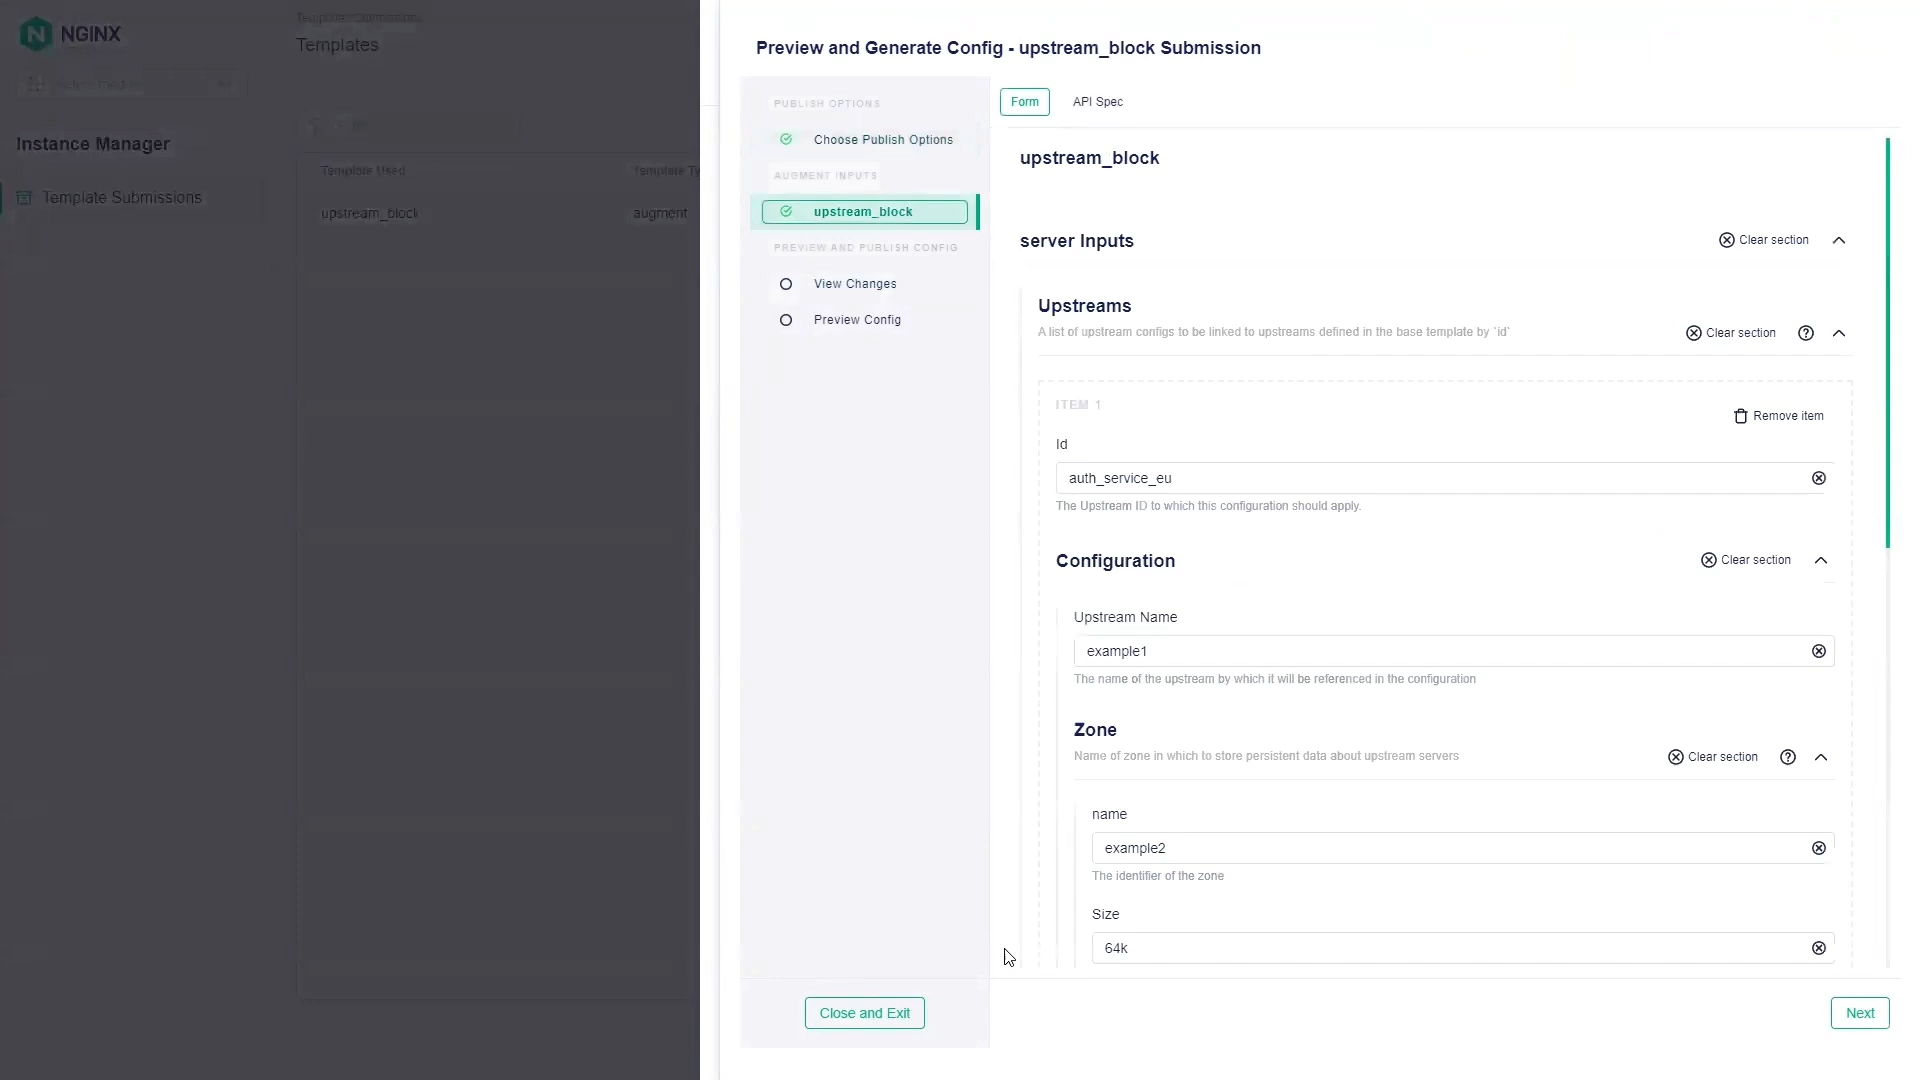 NGINX
Templates
Instance Manager
Template Submissions
Template Used
Template Ty
upstream_block
augment
Preview and Generate Config - upstream_block Submission
PUBLISH OPTIONS
Choose Publish Options
AUGMENT INPUTS
upstream_block
PREVIEW AND PUBLISH CONFIG
View Changes
Preview Config
Close and Exit
Form
API Spec
upstream_block
server Inputs
Clear section
Upstreams
A list of upstream configs to be linked to upstreams defined in the base template by `id`
Clear section
ITEM 1
Remove item
Id
auth_service_eu
The Upstream ID to which this configuration should apply.
Configuration
Clear section
Upstream Name
example1
The name of the upstream by which it will be referenced in the configuration
Zone
Name of zone in which to store persistent data about upstream servers
Clear section
name
example2
The identifier of the zone
Size
64k
Next